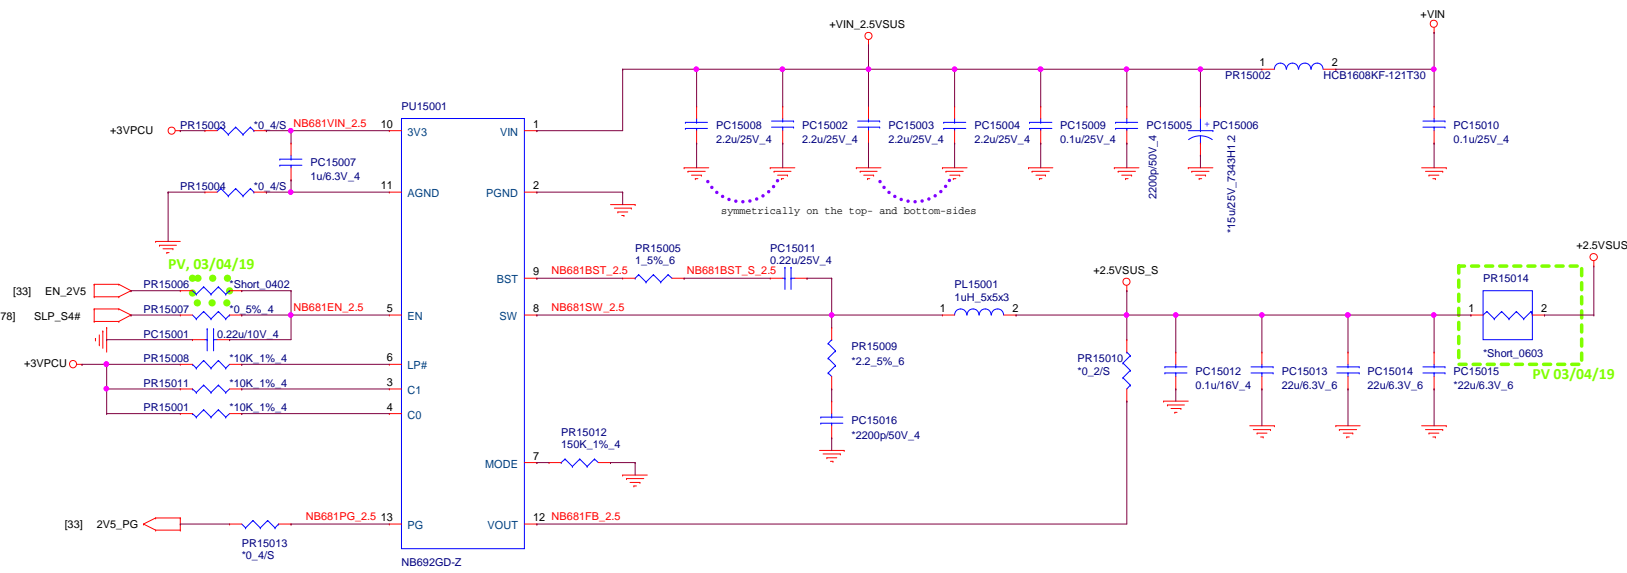 +VIN_2.5VSUS
+VIN
PR15002
1
2
HCB1608KF-121T30
PU15001
+3VPCU
PR15003
*0_4/S
NB681VIN_2.5
10
3V3
VIN
1
PC15007
1u/6.3V_4
PR15004
*0_4/S
11
AGND
PGND
2
PC15008
2.2u/25V_4
PC15002
2.2u/25V_4
PC15003
2.2u/25V_4
PC15004
2.2u/25V_4
PC15009
0.1u/25V_4
PC15005
2200p/50V_4
+
PC15006
*15u/25V_7343H1.2
PC15010
0.1u/25V_4
symmetrically on the top- and bottom-sides
PV, 03/04/19
[33] EN_2V5
PR15006
*Short_0402
78] SLP_S4#
PR15007
*0_5%_4
NB681EN_2.5
5
EN
PC15001
0.22u/10V_4
+3VPCU
PR15008
*10K_1%_4
6
LP#
PR15011
*10K_1%_4
3
C1
PR15001
*10K_1%_4
4
C0
BST
9
NB681BST_2.5
PR15005
1_5%_6
NB681BST_S_2.5
PC15011
0.22u/25V_4
SW
8
NB681SW_2.5
PL15001
1uH_5x5x3
1
2
+2.5VSUS_S
PR15009
*2.2_5%_6
PC15016
*2200p/50V_4
PR15010
*0_2/S
PC15012
0.1u/16V_4
PC15013
22u/6.3V_6
PC15014
22u/6.3V_6
PC15015
*22u/6.3V_6
+2.5VSUS
PR15014
1
2
*Short_0603
PV 03/04/19
MODE
7
PR15012
150K_1%_4
[33] 2V5_PG
PR15013
*0_4/S
NB681PG_2.5
13
PG
VOUT
12
NB681FB_2.5
NB692GD-Z